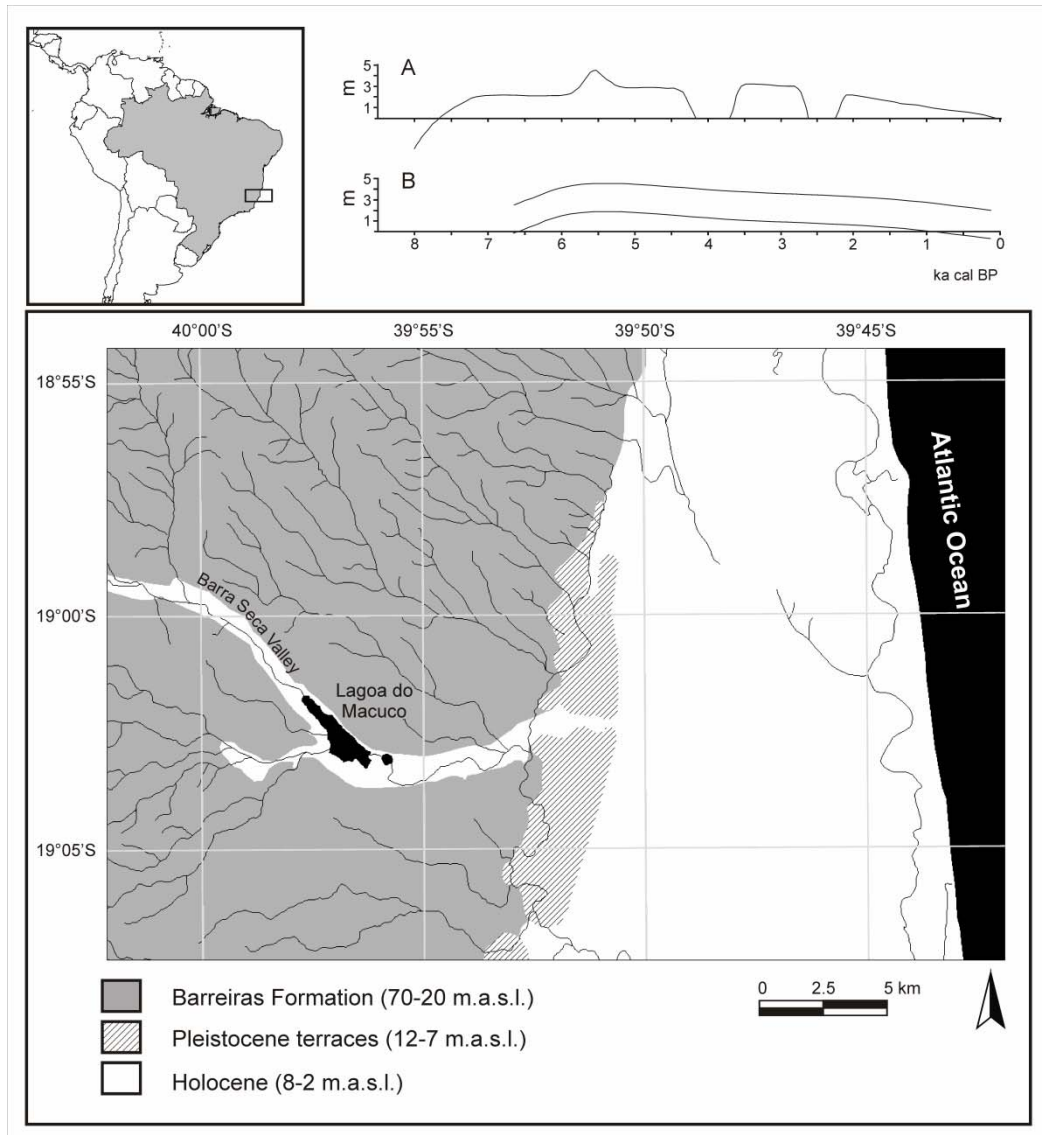 A
5
3
1
m
B
5
3
1
m
8 7 6 5 4 3 2 1 0
ka cal BP
40°00'S 39°55'S 39°50'S 39°45'S
18°55'S
19°00'S
19°05'S
Atlantic Ocean
Barra Seca Valley
Lagoa do
Macuco
Barreiras Formation (70-20 m.a.s.l.)
Pleistocene terraces (12-7 m.a.s.l.)
Holocene (8-2 m.a.s.l.)
0 2.5 5 km